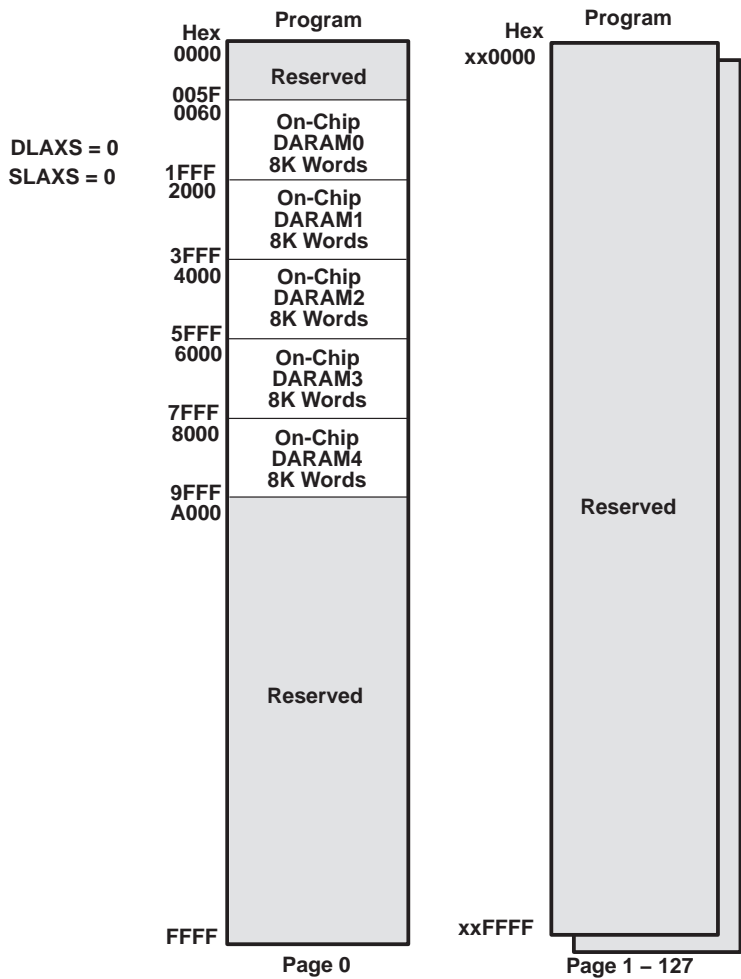 Hex
Program
0000
Reserved
005F
0060
On-Chip
DARAM0
8K Words
DLAXS = 0
SLAXS = 0
1FFF
2000
On-Chip
DARAM1
8K Words
3FFF
4000
On-Chip
DARAM2
8K Words
5FFF
6000
On-Chip
DARAM3
8K Words
7FFF
8000
On-Chip
DARAM4
8K Words
9FFF
A000
Reserved
FFFF
Page 0
Hex
Program
xx0000
Reserved
xxFFFF
Page 1 – 127